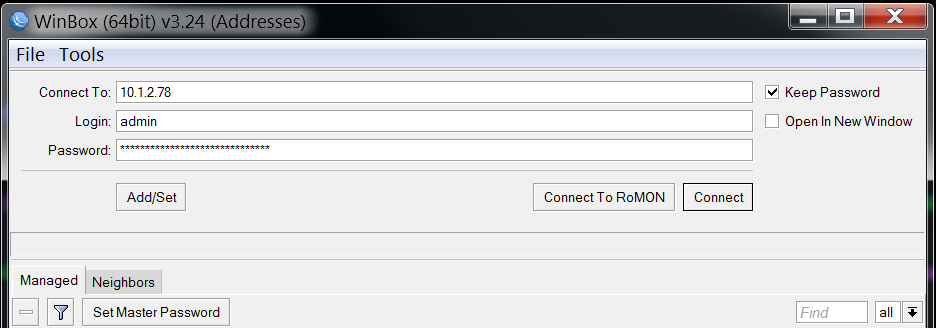 WinBox (64bit) v3.24 (Addresses)
File Tools
Connect To: 10.1.2.78
Keep Password
Login: admin
Open In New Window
Password: ******************************
Add/Set Connect To RoMON Connect
Managed Neighbors
Set Master Password Find all